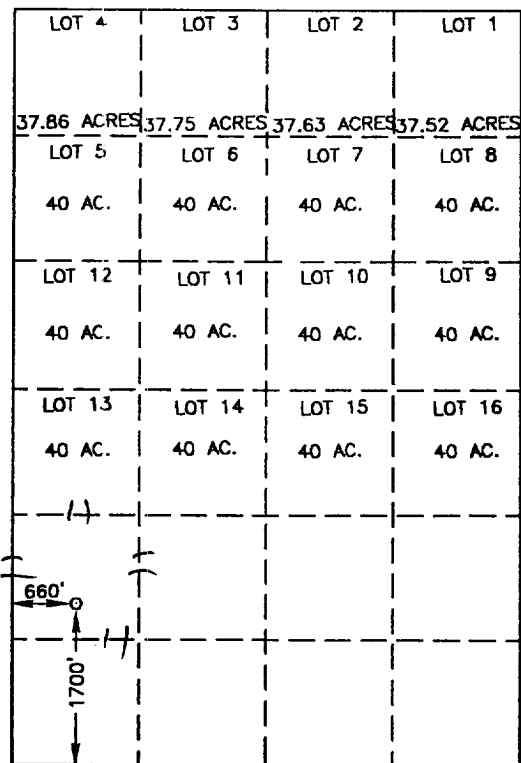 LOT 4 LOT 3 LOT 2 LOT 1
37.86 ACRES 37.75 ACRES 37.63 ACRES 37.52 ACRES
LOT 5 LOT 6 LOT 7 LOT 8
40 AC. 40 AC. 40 AC. 40 AC.
LOT 12 LOT 11 LOT 10 LOT 9
40 AC. 40 AC. 40 AC. 40 AC.
LOT 13 LOT 14 LOT 15 LOT 16
40 AC. 40 AC. 40 AC. 40 AC.
660'
1700'